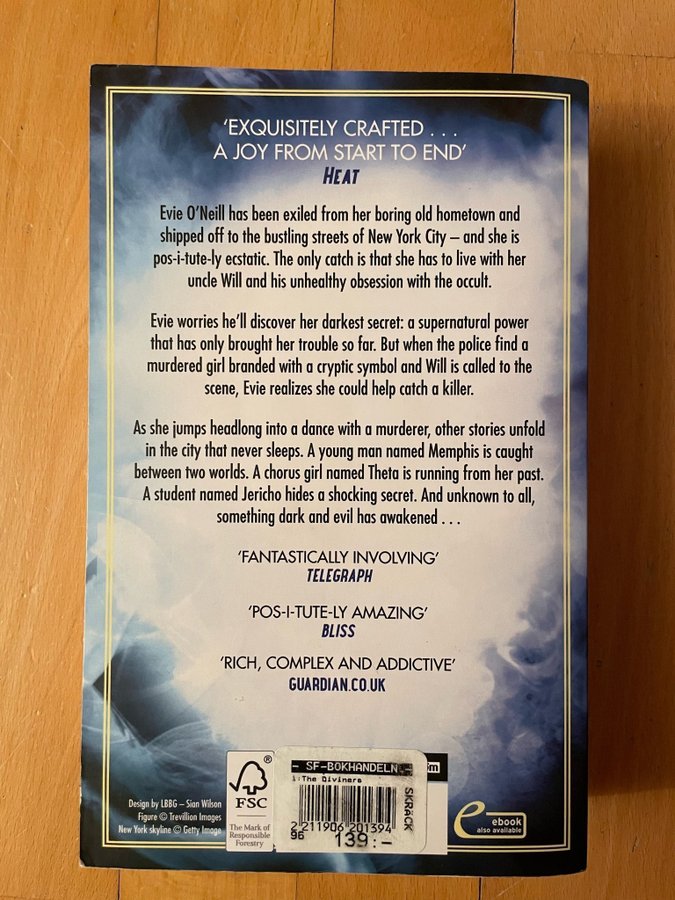 ‘EXQUISITELY CRAFTED . . .
A JOY FROM START TO END’
HEAT
Evie O’Neill has been exiled from her boring old hometown and
shipped off to the bustling streets of New York City – and she is
pos-i-tute-ly ecstatic. The only catch is that she has to live with her
uncle Will and his unhealthy obsession with the occult.
Evie worries he’ll discover her darkest secret: a supernatural power
that has only brought her trouble so far. But when the police find a
murdered girl branded with a cryptic symbol and Will is called to the
scene, Evie realizes she could help catch a killer.
As she jumps headlong into a dance with a murderer, other stories unfold
in the city that never sleeps. A young man named Memphis is caught
between two worlds. A chorus girl named Theta is running from her past.
A student named Jericho hides a shocking secret. And unknown to all,
something dark and evil has awakened . . .
‘FANTASTICALLY INVOLVING’
TELEGRAPH
‘POS-I-TUTE-LY AMAZING’
BLISS
‘RICH, COMPLEX AND ADDICTIVE’
GUARDIAN.CO.UK
Design by LBBG – Sian Wilson
Figure © Trevillion Images
New York skyline © Getty Image
®
FSC
The Mark of
Responsible
Forestry
- SF-BOKHANDELN -
1:The Diviners
SKRÄCK
2 211906 201394
96
139:-
ebook
also available